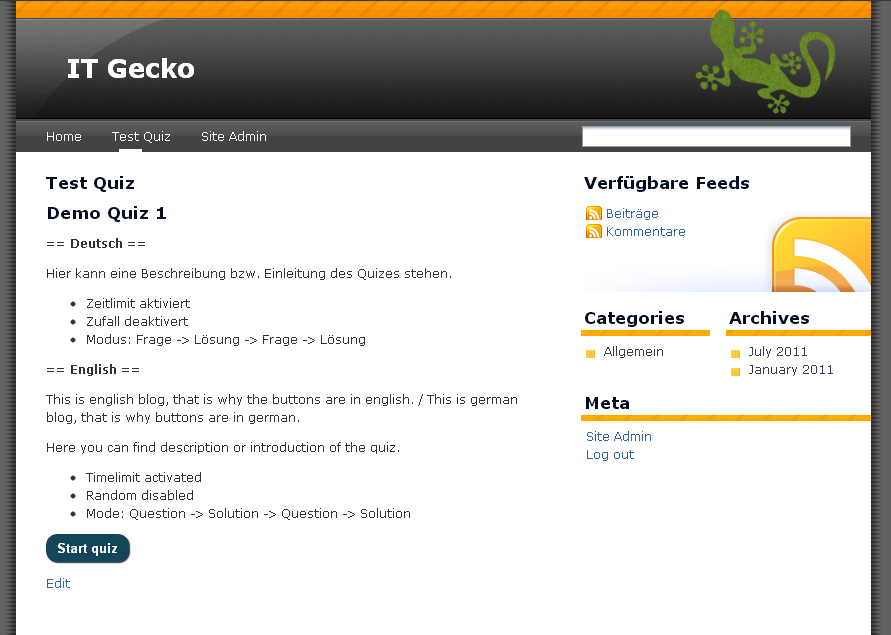 IT Gecko
Home Test Quiz Site Admin
Test Quiz
Demo Quiz 1
== Deutsch ==
Hier kann eine Beschreibung bzw. Einleitung des Quizes stehen.
Zeitlimit aktiviert
Zufall deaktivert
Modus: Frage -> Lösung -> Frage -> Lösung
== English ==
This is english blog, that is why the buttons are in english. / This is german
blog, that is why buttons are in german.
Here you can find description or introduction of the quiz.
Timelimit activated
Random disabled
Mode: Question -> Solution -> Question -> Solution
Start quiz
Edit
Verfügbare Feeds
Beiträge
Kommentare
Categories
Allgemein
Archives
July 2011
January 2011
Meta
Site Admin
Log out